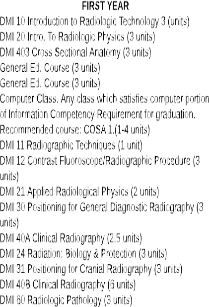 FIRST YEAR
DMI 10 Introduction to Radiologic Technology 3 (units)
DMI 20 Intro. To Radiologic Physics (3 units)
DMI 403 Cross Sectional Anatomy (3 units)
General Ed. Course (3 units)
General Ed. Course (3 units)
Computer Class. Any class which satisfies computer portion
of Information Competency Requirement for graduation.
Recommended course: COSA 1.(1-4 units)
DMI 11 Radiographic Techniques (1 unit)
DMI 12 Contrast Fluoroscope/Radiographic Procedure (3
units)
DMI 21 Applied Radiological Physics (2 units)
DMI 30 Positioning for General Diagnostic Radiography (3
units)
DMI 40A Clinical Radiography (2.5 units)
DMI 24 Radiation: Biology & Protection (3 units)
DMI 31 Positioning for Cranial Radiography (3 units)
DMI 40B Clinical Radiography (6 units)
DMI 60 Radiologic Pathology (3 units)